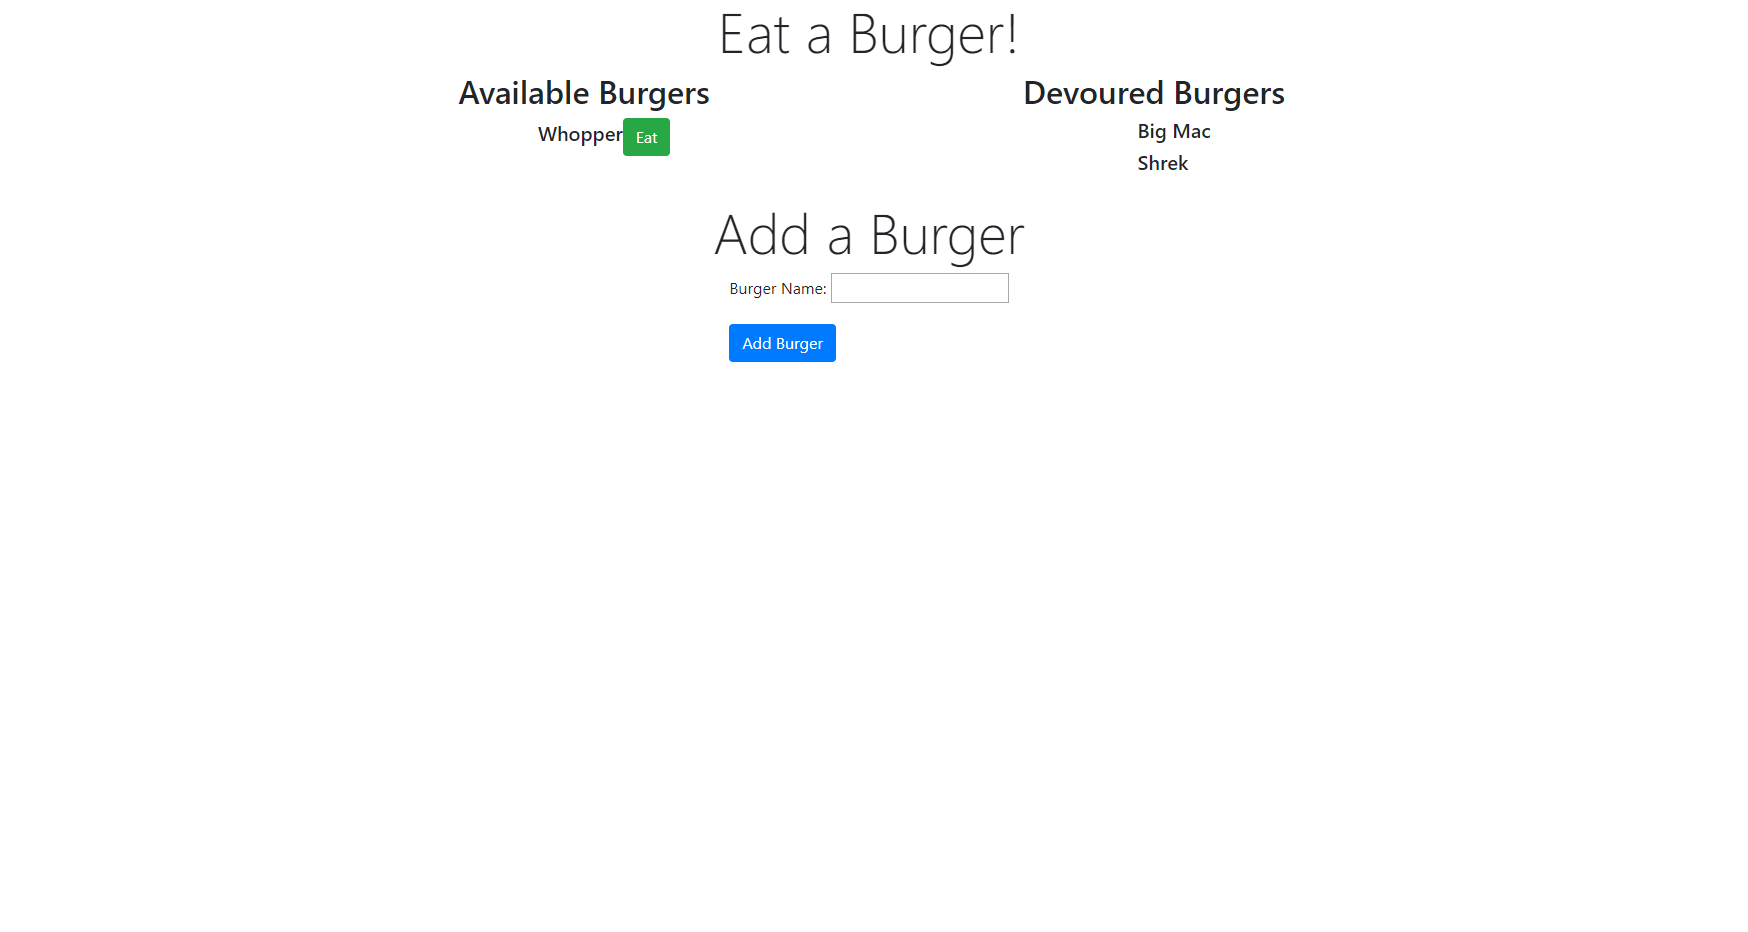 Eat a Burger!
Available Burgers
Whopper Eat
Devoured Burgers
Big Mac
Shrek
Add a Burger
Burger Name:
Add Burger